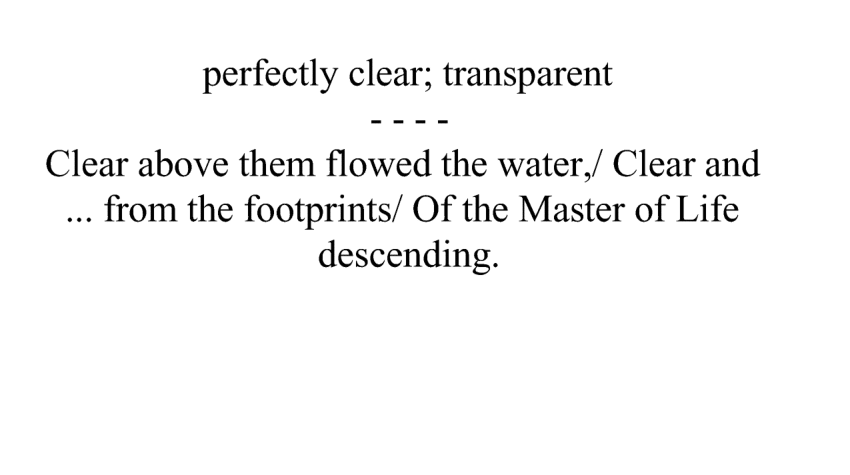 perfectly clear; transparent
- - - -
Clear above them flowed the water,/ Clear and
... from the footprints/ Of the Master of Life
descending.